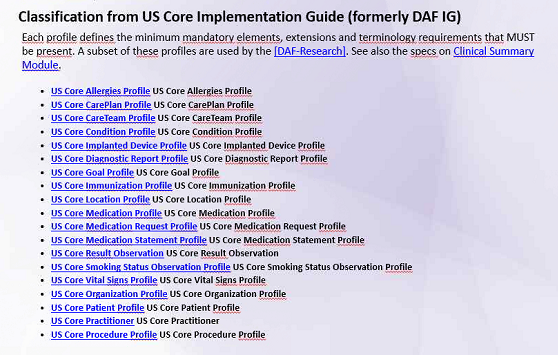 Classification from US Core Implementation Guide (formerly DAF IG)
Each profile defines the minimum mandatory elements, extensions and terminology requirements that MUST
be present. A subset of these profiles are used by the [DAF-Research]. See also the specs on Clinical Summary
Module.
• US Core Allergies Profile US Core Allergies Profile
• US Core CarePlan Profile US Core CarePlan Profile
• US Core CareTeam Profile US Core CareTeam Profile
• US Core Condition Profile US Core Condition Profile
• US Core Implanted Device Profile US Core Implanted Device Profile
• US Core Diagnostic Report Profile US Core Diagnostic Report Profile
• US Core Goal Profile US Core Goal Profile
• US Core Immunization Profile US Core Immunization Profile
• US Core Location Profile US Core Location Profile
• US Core Medication Profile US Core Medication Profile
• US Core Medication Request Profile US Core Medication Request Profile
• US Core Medication Statement Profile US Core Medication Statement Profile
• US Core Result Observation US Core Result Observation
• US Core Smoking Status Observation Profile US Core Smoking Status Observation Profile
• US Core Vital Signs Profile US Core Vital Signs Profile
• US Core Organization Profile US Core Organization Profile
• US Core Patient Profile US Core Patient Profile
• US Core Practitioner US Core Practitioner
• US Core Procedure Profile US Core Procedure Profile